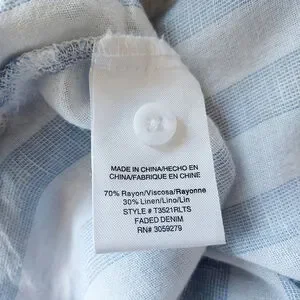 MADE IN CHINA/HECHO EN
CHINA/FABRIQUE EN CHINE
70% Rayon/Viscosa/Rayonne
30% Linen/Lino/Lin
STYLE # T3521RLTS
FADED DENIM
RN# 3059279